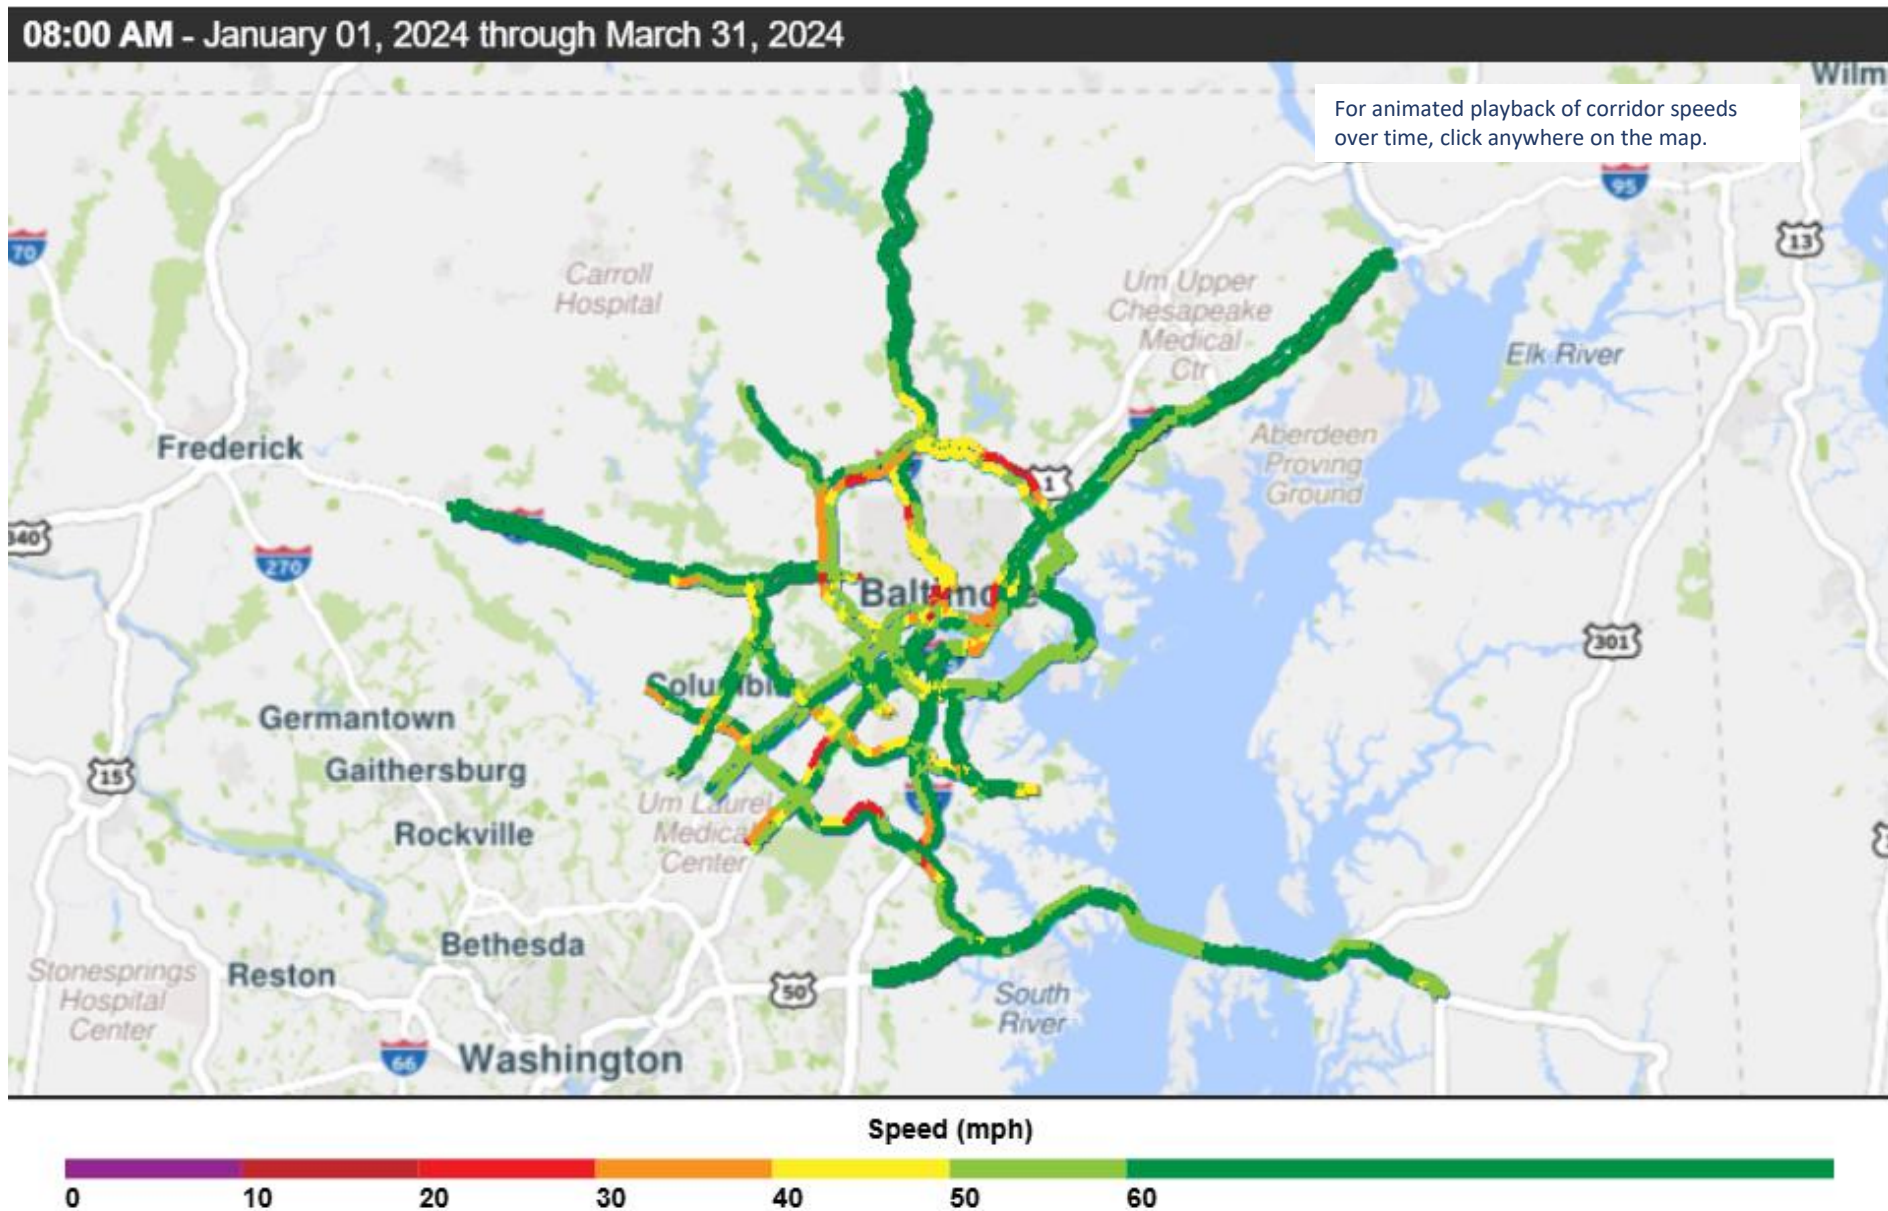 08:00 AM - January 01, 2024 through March 31, 2024
Wilm
For animated playback of corridor speeds
over time, click anywhere on the map.
95
13
70
Carroll
Hospital
Um Upper
Chesapeake
Medical
Ctr
Elk River
Frederick
Aberdeen
Proving
Ground
1
340
270
Baltimore
301
Columbia
Germantown
15
Gaithersburg
Um Laurel
Medical
Center
Rockville
Bethesda
Stonesprings
Hospital
Center
Reston
50
South
River
66
Washington
Speed (mph)
0 10 20 30 40 50 60